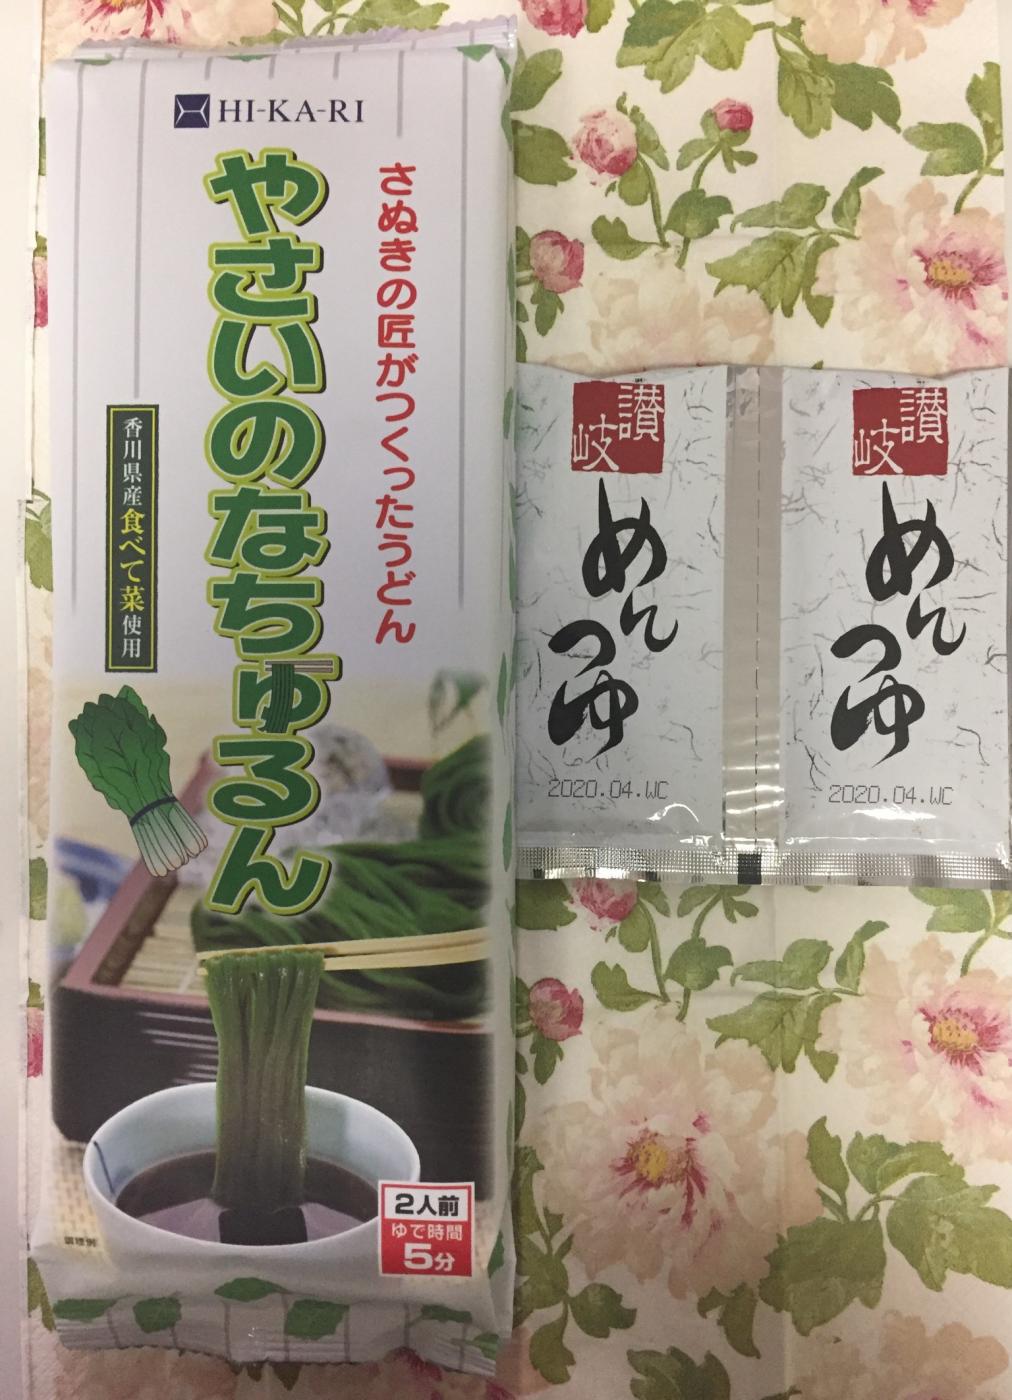 HI-KA-RI
さぬきの匠がつくったうどん
やさいのなちゅるん
香川県産食べて菜使用
調理例
2人前
ゆで時間
5分
讃岐
めんつゆ
2020.04.WC
讃岐
めんつゆ
2020.04.WC